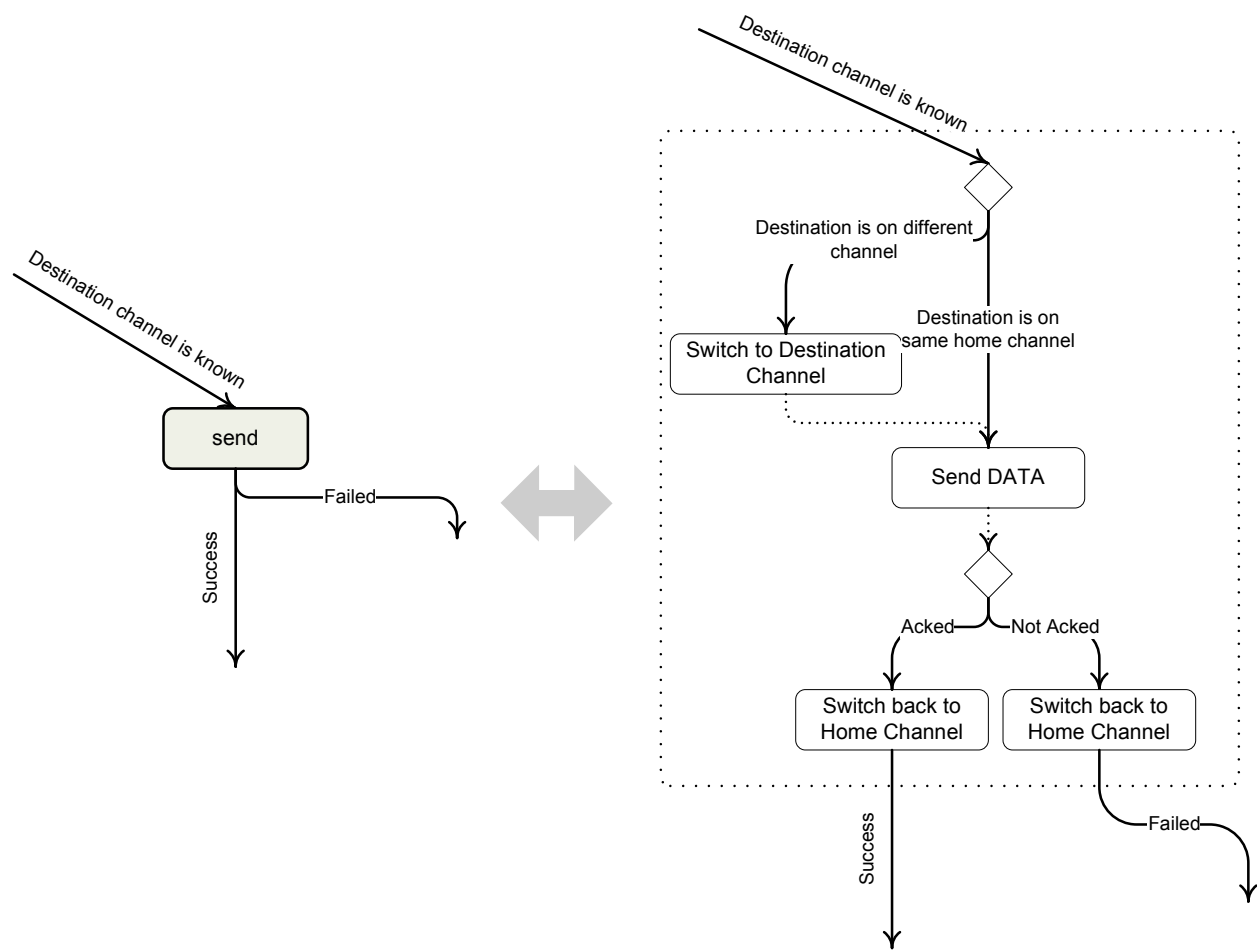 Destination channel is known
send
Failed
Success
Destination channel is known
Destination is on different
channel
Destination is on
same home channel
Switch to Destination
Channel
Send DATA
Acked
Not Acked
Switch back to
Home Channel
Switch back to
Home Channel
Success
Failed